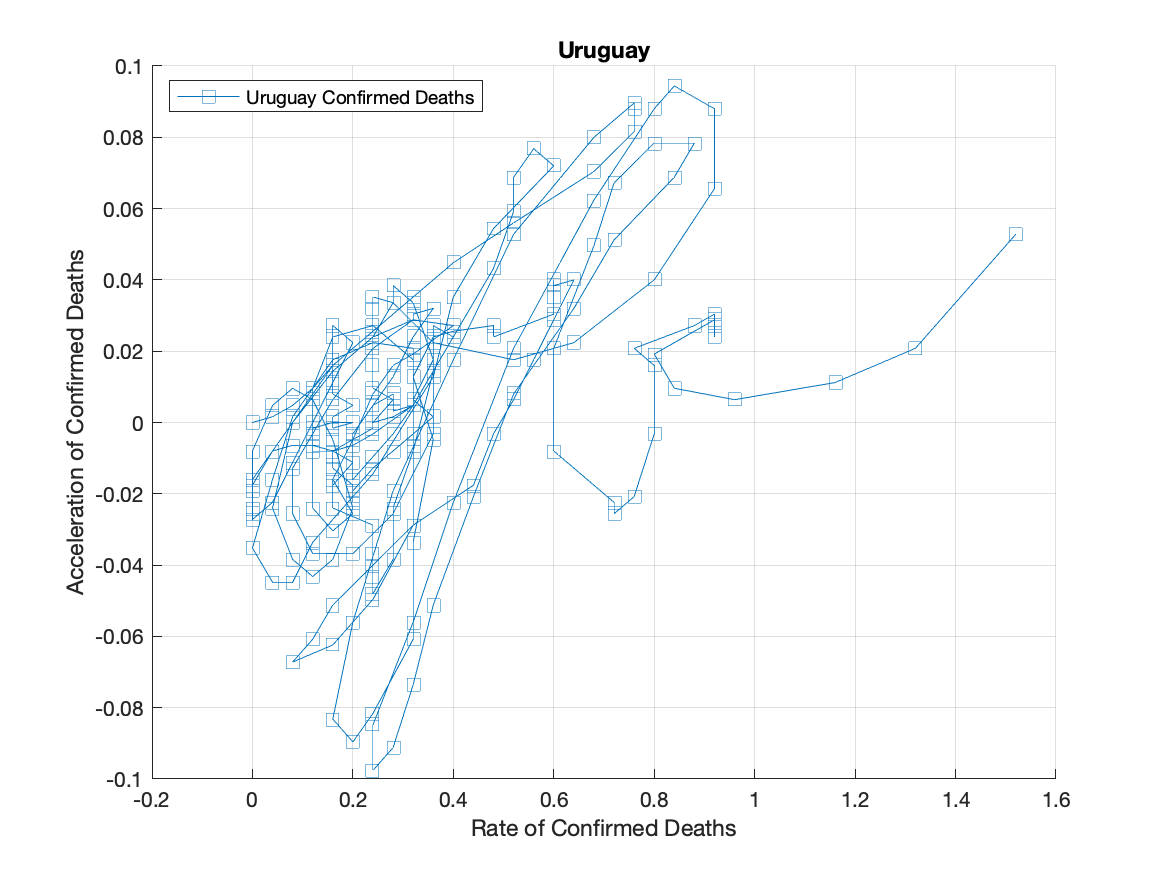 Uruguay
Uruguay Confirmed Deaths
0.1
0.08
0.06
0.04
0.02
0
-0.02
-0.04
-0.06
-0.08
-0.1
Acceleration of Confirmed Deaths
-0.2 0 0.2 0.4 0.6 0.8 1 1.2 1.4 1.6
Rate of Confirmed Deaths